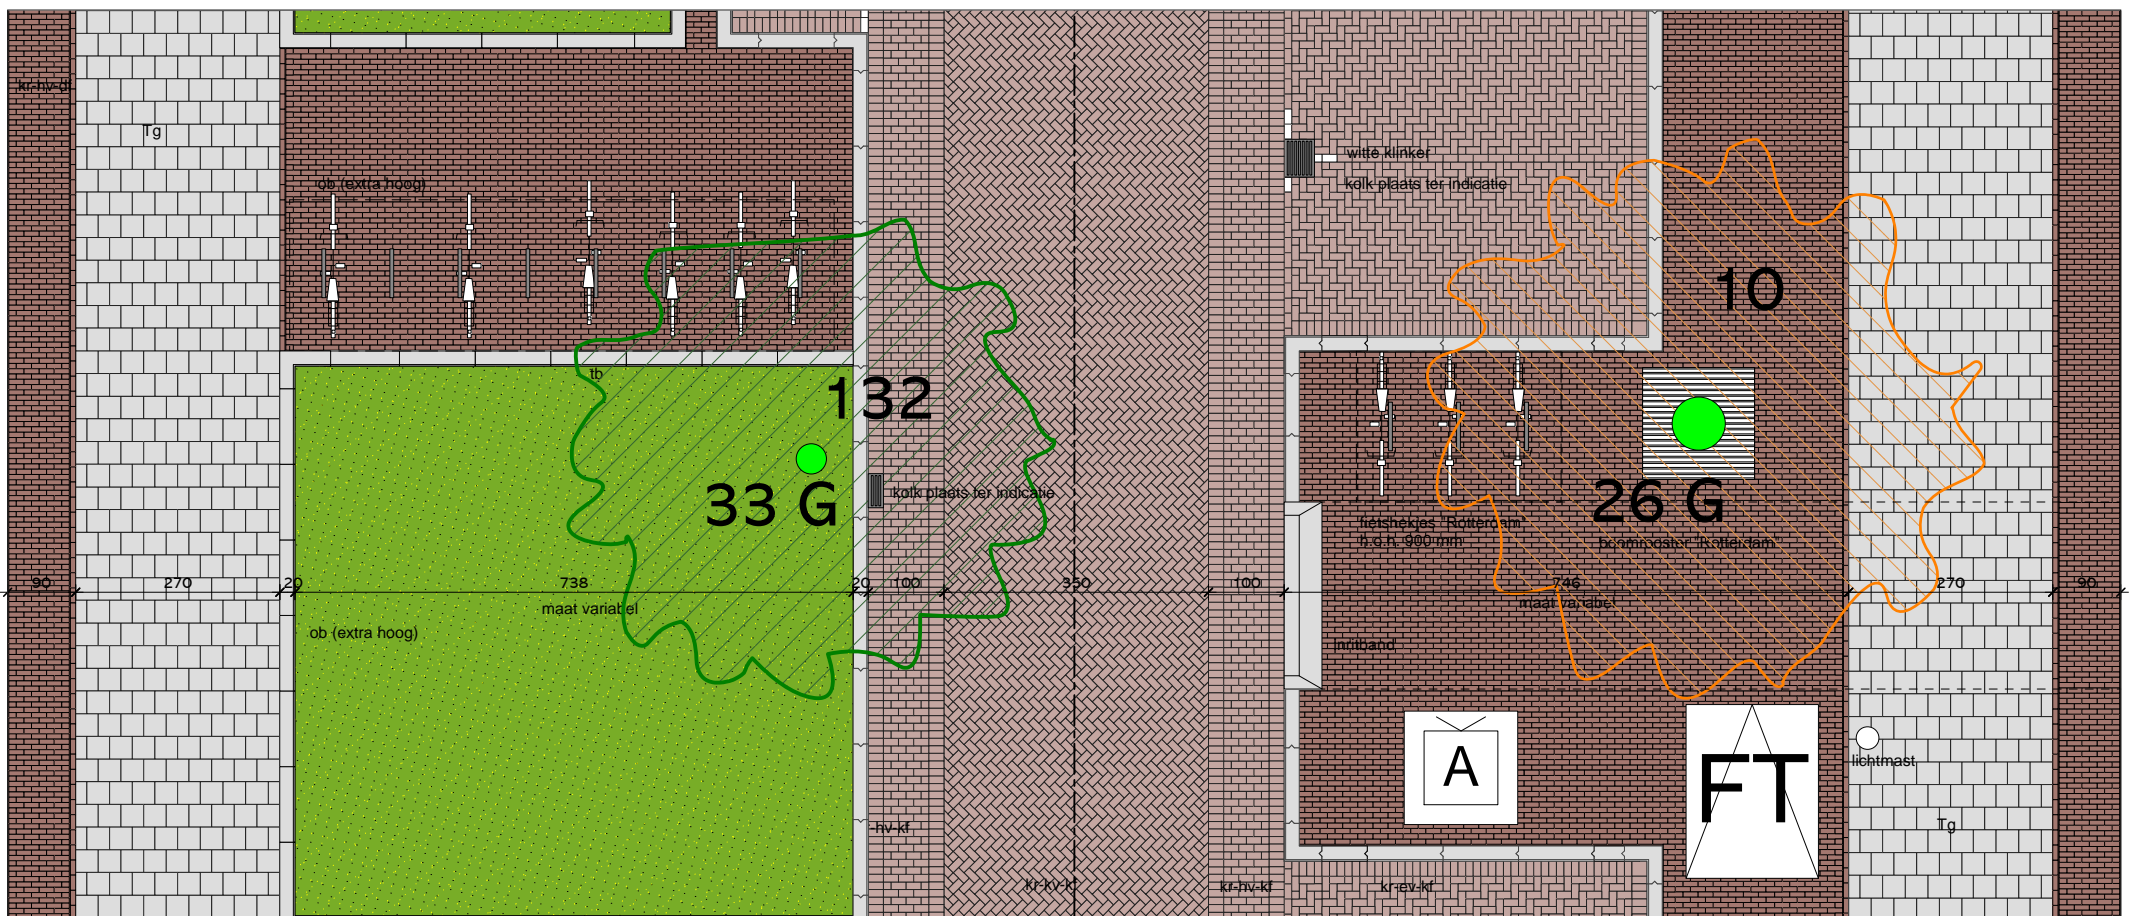 kr-hv-df
Tg
ob (extra hoog)
witte klinker
kolk plaats ter indicatie
10
tb
132
33 G
kolk plaats ter indicatie
26 G
fietshekjes "Rotterdam"
h.o.h. 900 mm
boomrooster "Rotterdam"
90
270
20
738
20
100
350
100
746
270
90
maat variabel
maat variabel
ob (extra hoog)
inritband
A
FT
lichtmast
Tg
-hv-kf
kr-kv-kf
kr-hv-kf
kr-ev-kf